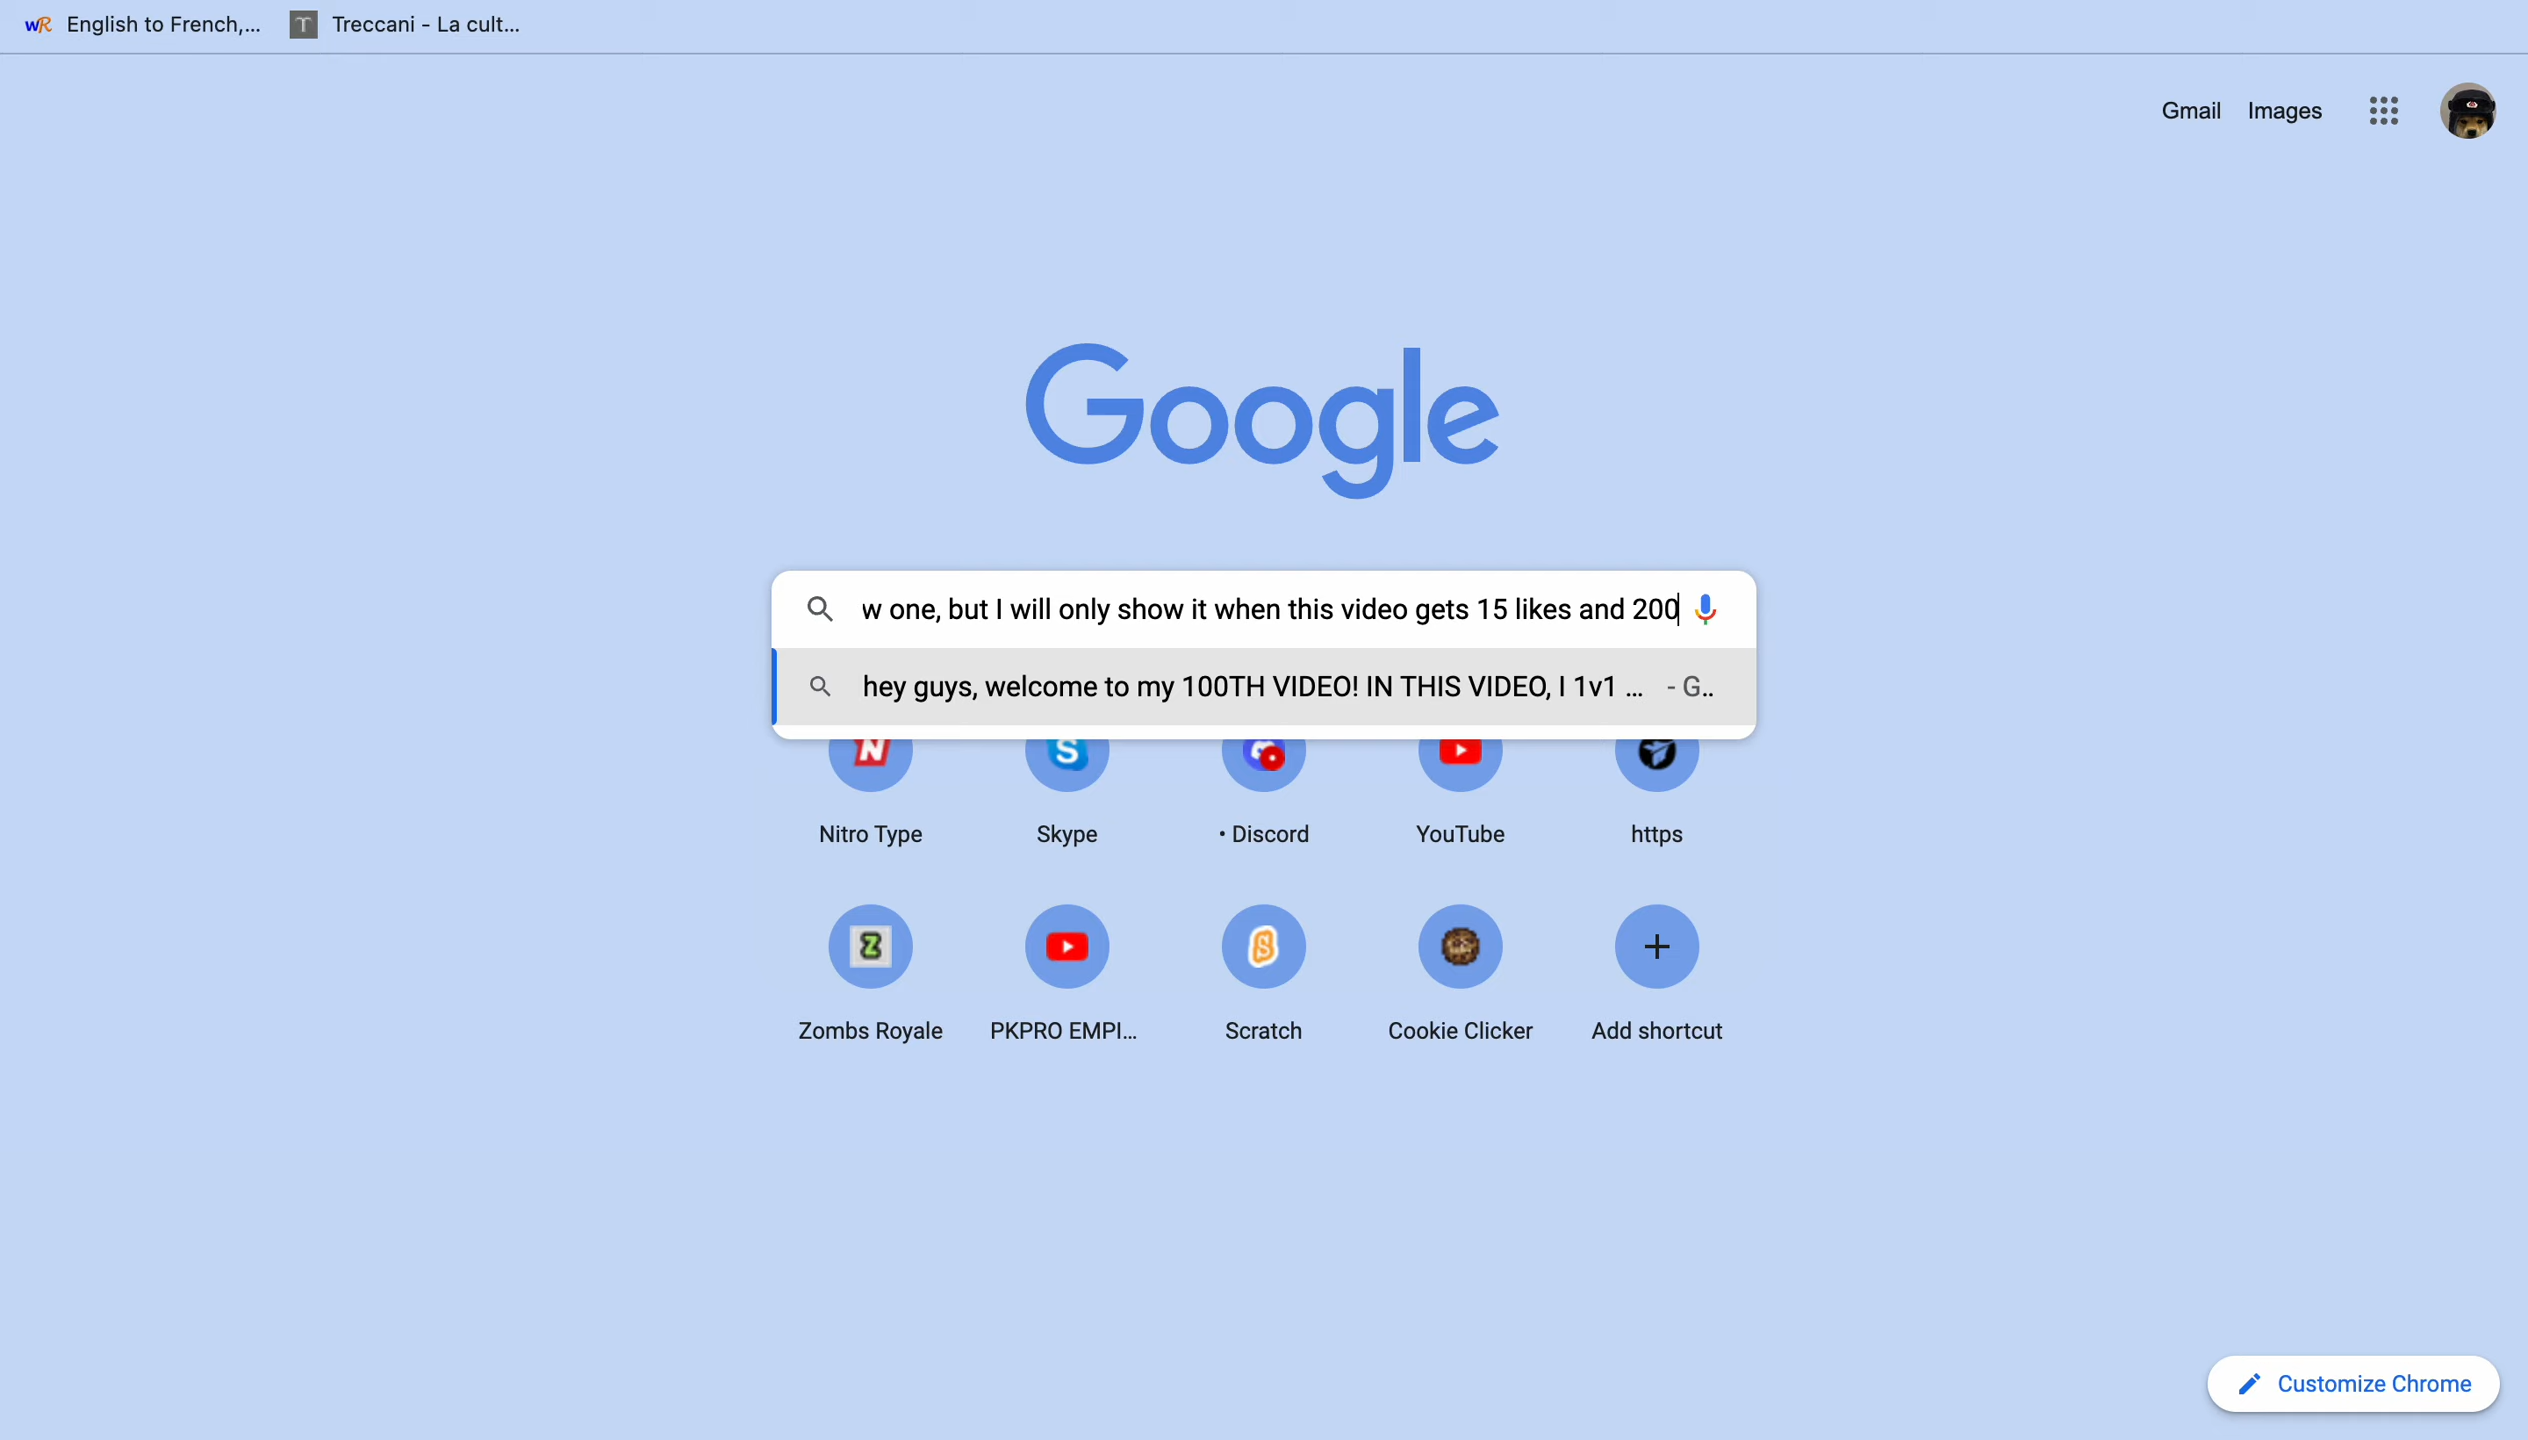 English to French,... Treccani - La cult...
Gmail Images
Google
w one, but I will only show it when this video gets 15 likes and 200
hey guys, welcome to my 100TH VIDEO! IN THIS VIDEO, I 1v1 ... - G..
Nitro Type Skype • Discord YouTube https
Zombs Royale PKPRO EMPI... Scratch Cookie Clicker Add shortcut
Customize Chrome